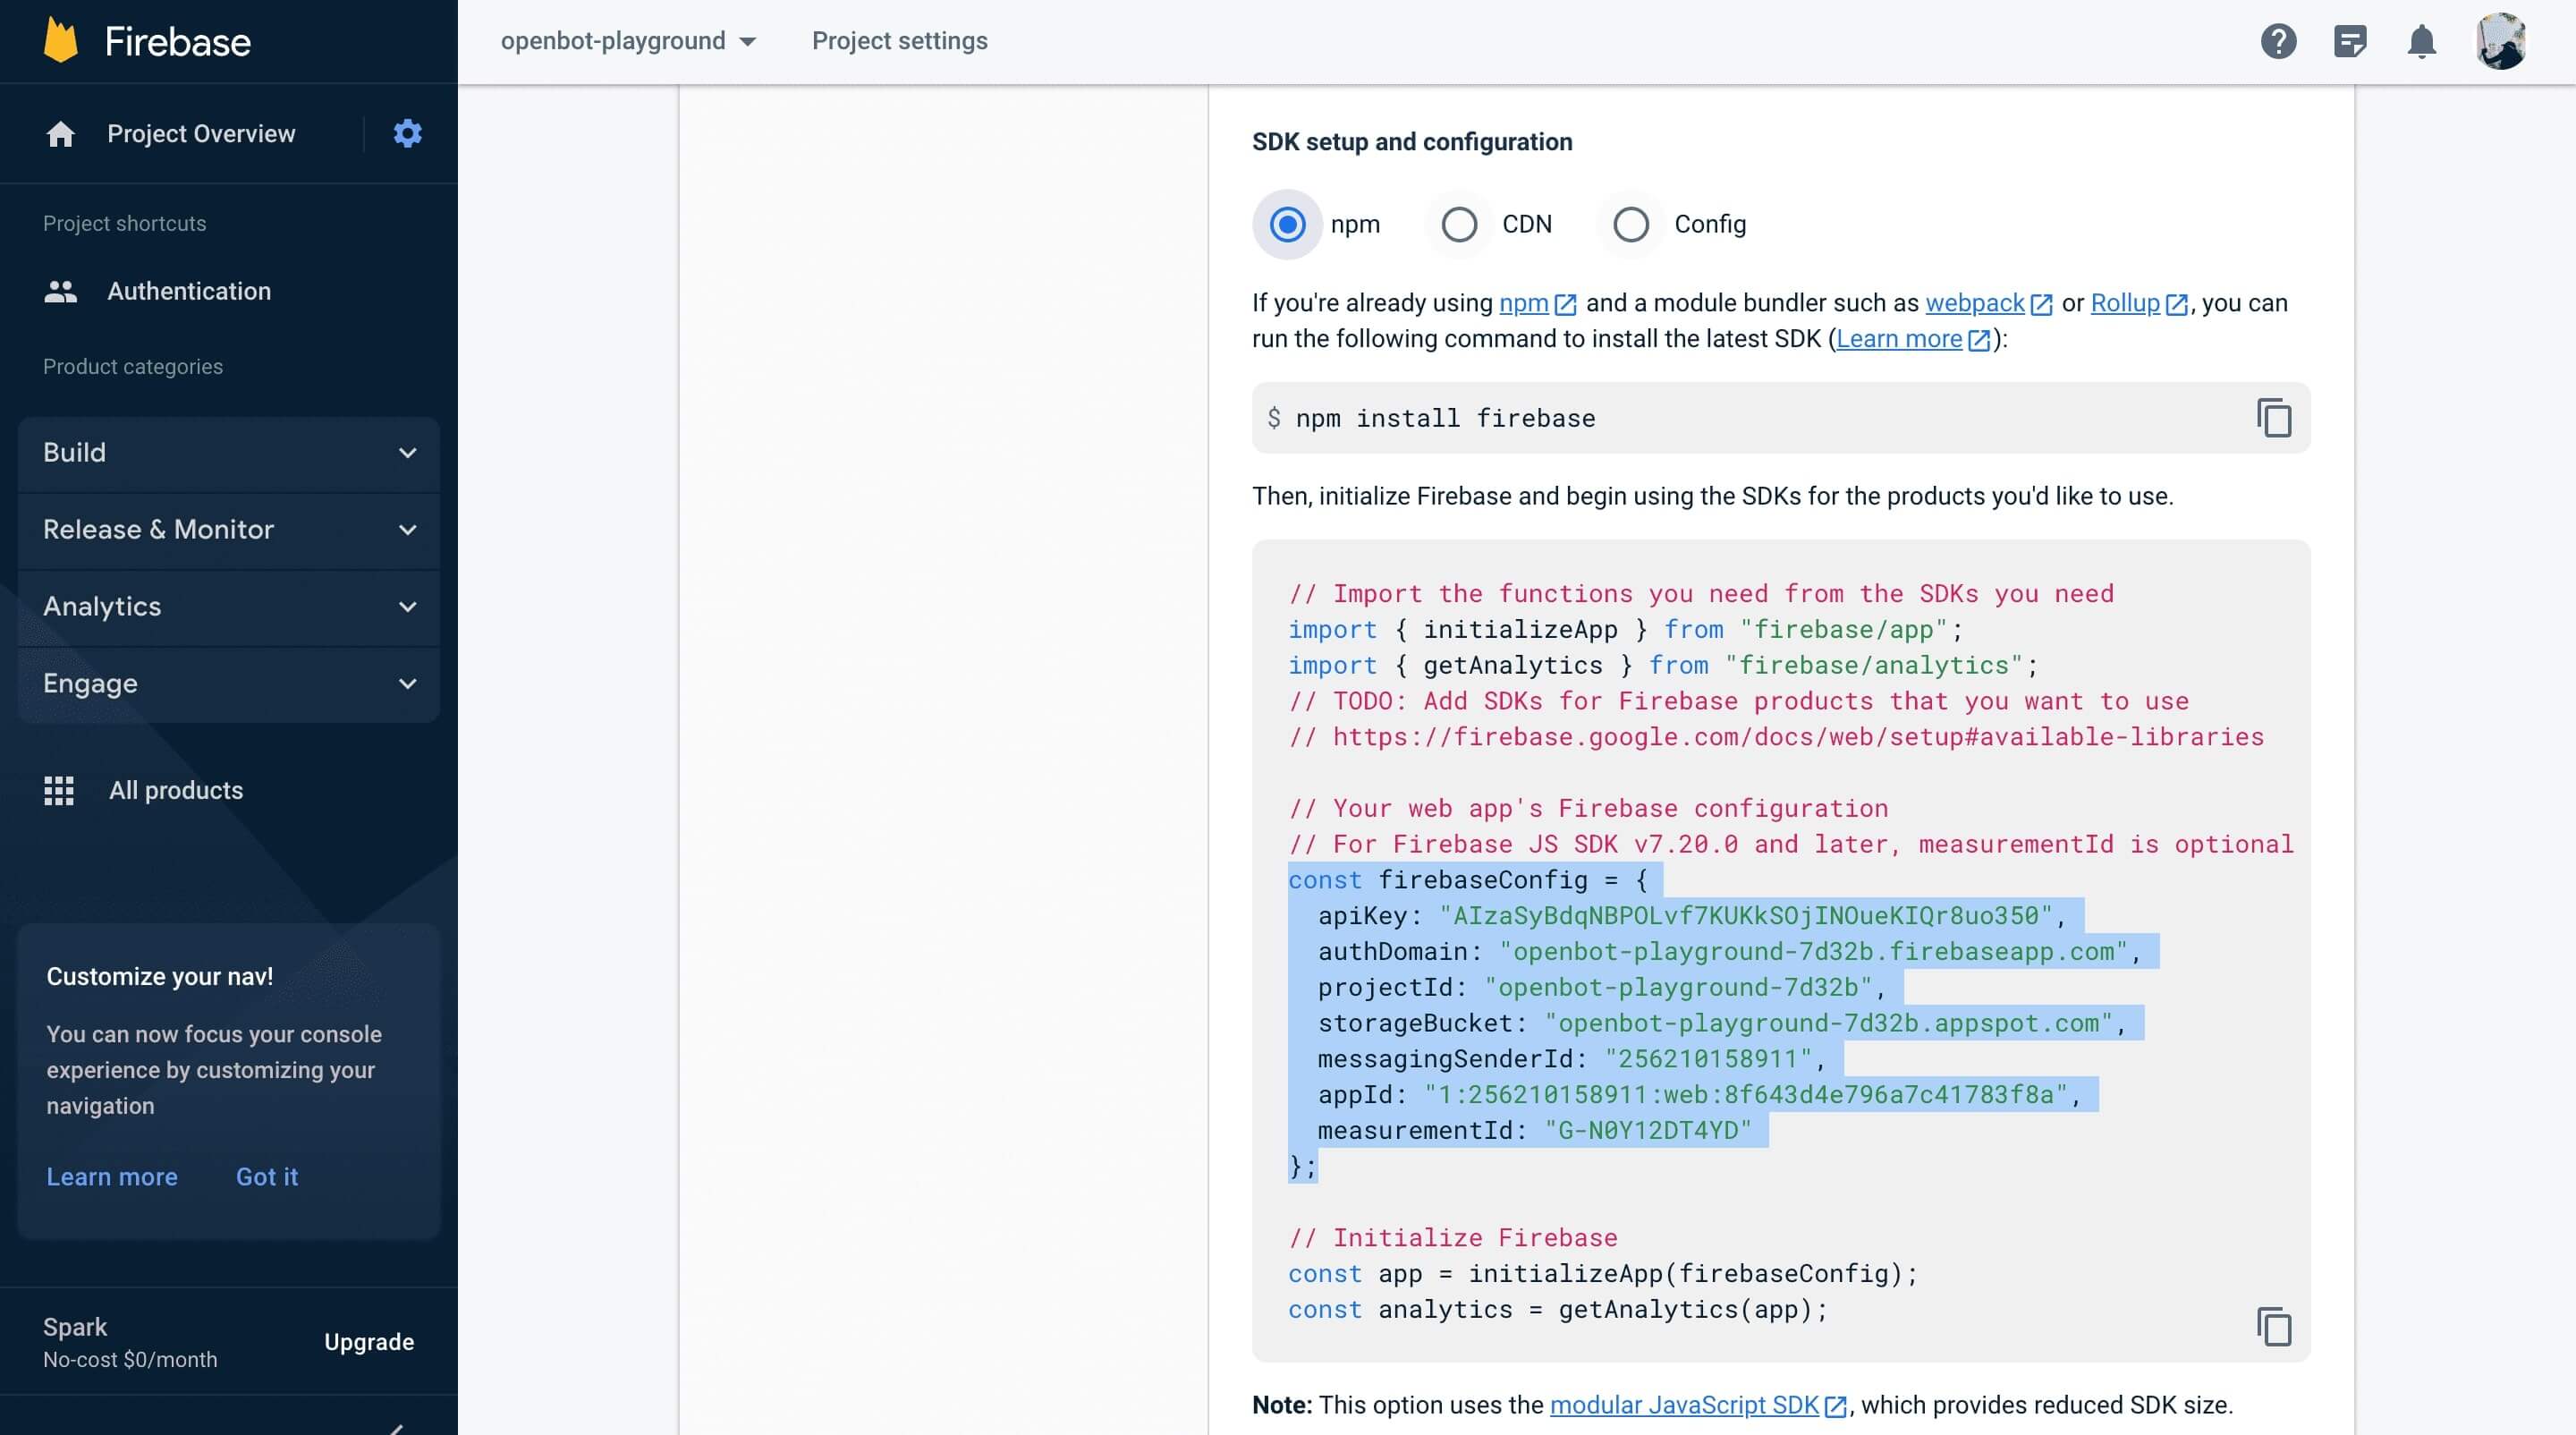 Firebase
openbot-playground
Project settings
Project Overview
Project shortcuts
Authentication
Product categories
Build
Release & Monitor
Analytics
Engage
All products
Customize your nav!
You can now focus your console
experience by customizing your
navigation
Learn more
Got it
Spark
No-cost $0/month
Upgrade
SDK setup and configuration
npm
CDN
Config
If you're already using npm and a module bundler such as webpack or Rollup, you can
run the following command to install the latest SDK (Learn more):
$ npm install firebase
Then, initialize Firebase and begin using the SDKs for the products you'd like to use.
// Import the functions you need from the SDKs you need
import { initializeApp } from "firebase/app";
import { getAnalytics } from "firebase/analytics";
// TODO: Add SDKs for Firebase products that you want to use
// https://firebase.google.com/docs/web/setup#available-libraries
// Your web app's Firebase configuration
// For Firebase JS SDK v7.20.0 and later, measurementId is optional
const firebaseConfig = {
apiKey: "AIzaSyBdqNBPOLvf7KUKkSOjINOueKIQr8uo350",
authDomain: "openbot-playground-7d32b.firebaseapp.com",
projectId: "openbot-playground-7d32b",
storageBucket: "openbot-playground-7d32b.appspot.com",
messagingSenderId: "256210158911",
appId: "1:256210158911:web:8f643d4e796a7c41783f8a",
measurementId: "G-N0Y12DT4YD"
};
// Initialize Firebase
const app = initializeApp(firebaseConfig);
const analytics = getAnalytics(app);
Note: This option uses the modular JavaScript SDK, which provides reduced SDK size.